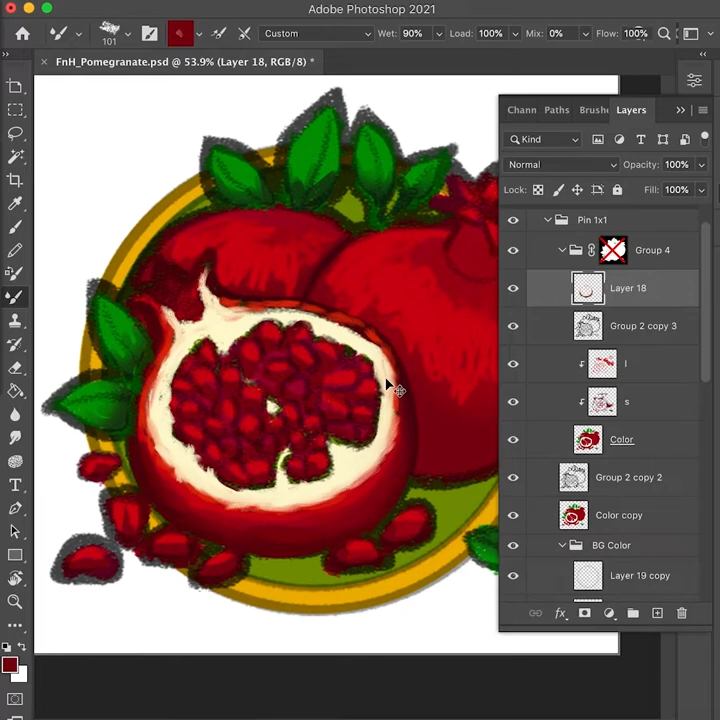 Adobe Photoshop 2021
101
Custom
Wet: 90%
Load: 100%
Mix: 0%
Flow: 100%
FnH_Pomegranate.psd @ 53.9% (Layer 18, RGB/8) *
Chann
Paths
Brushe
Layers
Kind
Normal
Opacity: 100%
Lock:
Fill: 100%
Pin 1x1
Group 4
Layer 18
Group 2 copy 3
l
s
Color
Group 2 copy 2
Color copy
BG Color
Layer 19 copy
fx